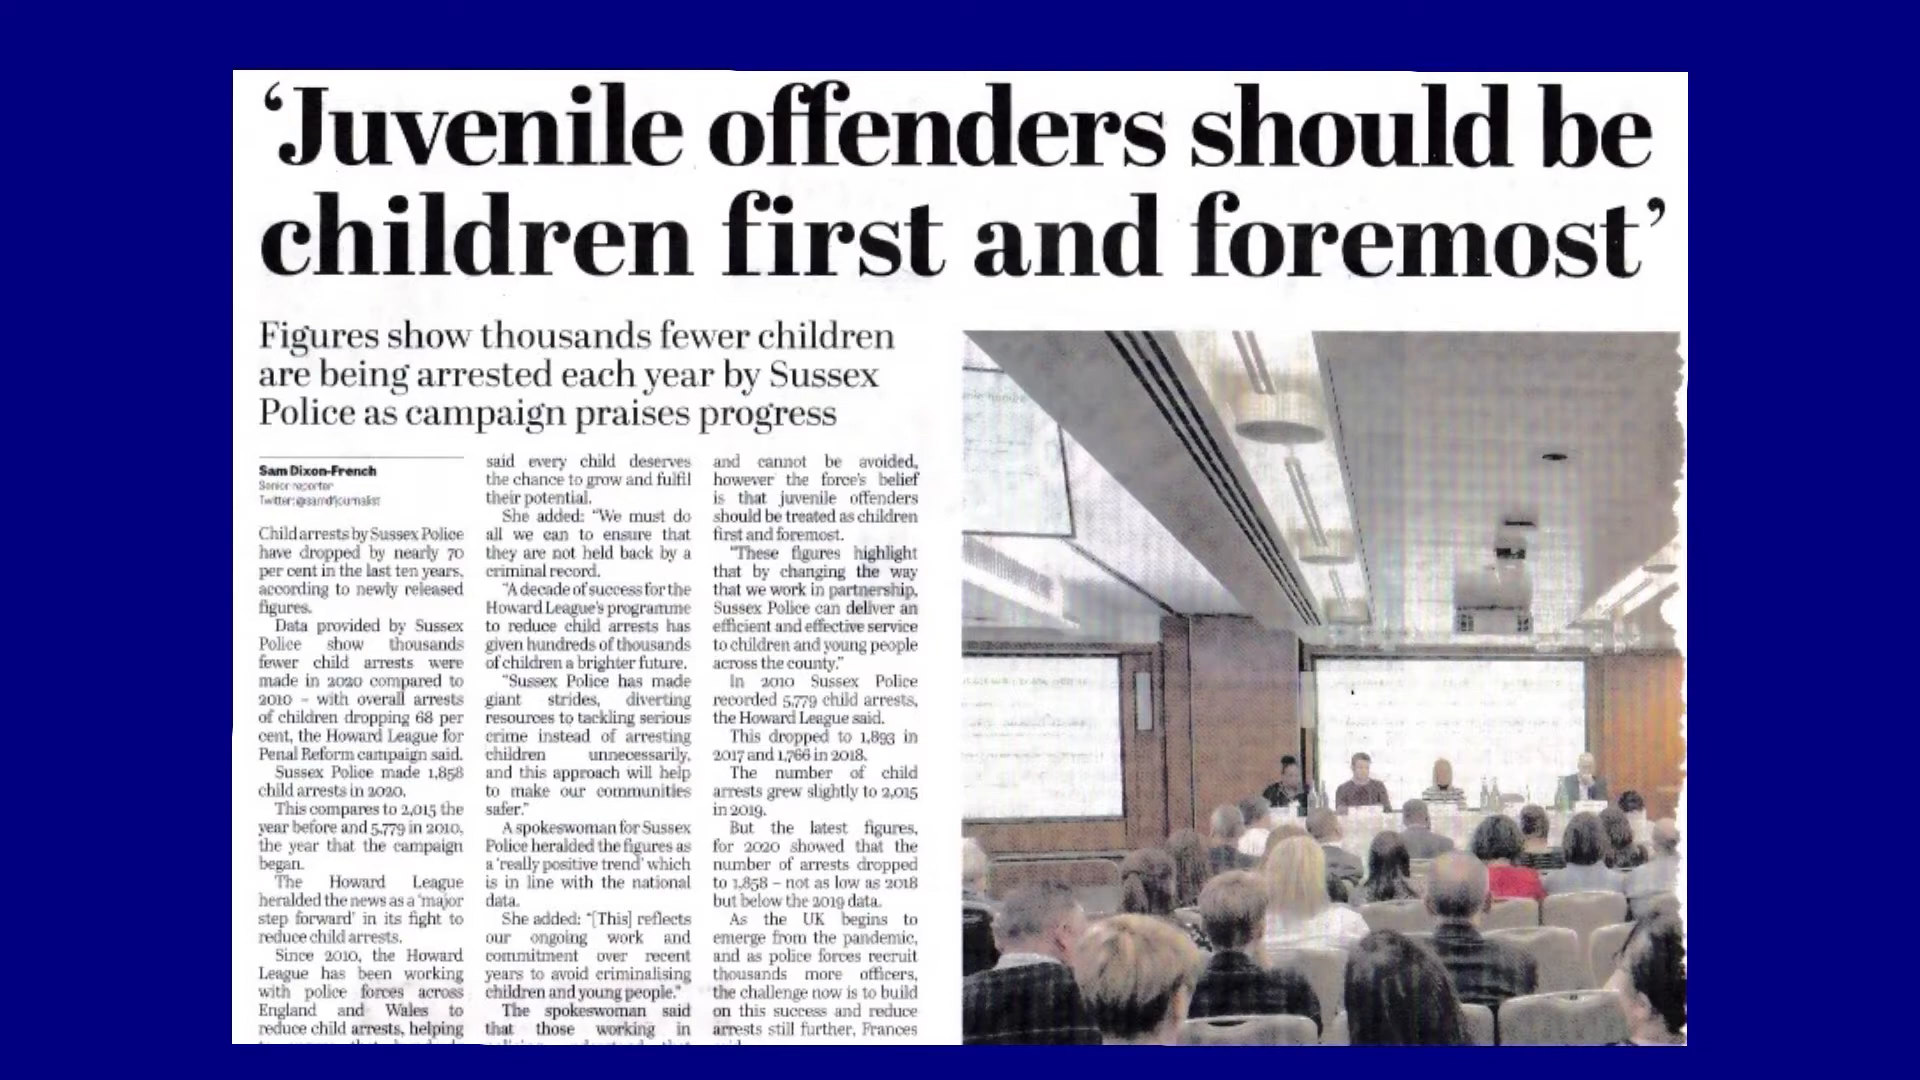 ‘Juvenile offenders should be
children first and foremost’
Figures show thousands fewer children
are being arrested each year by Sussex
Police as campaign praises progress
Sam Dixon-French
Senior reporter
Twitter: @samdfjournalist
Child arrests by Sussex Police
have dropped by nearly 70
per cent in the last ten years,
according to newly released
figures.
Data provided by Sussex
Police show thousands
fewer child arrests were
made in 2020 compared to
2010 – with overall arrests
of children dropping 68 per
cent, the Howard League for
Penal Reform campaign said.
Sussex Police made 1,858
child arrests in 2020.
This compares to 2,015 the
year before and 5,779 in 2010,
the year that the campaign
began.
The Howard League
heralded the news as a ‘major
step forward’ in its fight to
reduce child arrests.
Since 2010, the Howard
League has been working
with police forces across
England and Wales to
reduce child arrests, helping
said every child deserves
the chance to grow and fulfil
their potential.
She added: “We must do
all we can to ensure that
they are not held back by a
criminal record.
“A decade of success for the
Howard League’s programme
to reduce child arrests has
given hundreds of thousands
of children a brighter future.
“Sussex Police has made
giant strides, diverting
resources to tackling serious
crime instead of arresting
children unnecessarily,
and this approach will help
to make our communities
safer.”
A spokeswoman for Sussex
Police heralded the figures as
a ‘really positive trend’ which
is in line with the national
data.
She added: “[This] reflects
our ongoing work and
commitment over recent
years to avoid criminalising
children and young people.”
The spokeswoman said
that those working in
and cannot be avoided,
however the force’s belief
is that juvenile offenders
should be treated as children
first and foremost.
“These figures highlight
that by changing the way
that we work in partnership,
Sussex Police can deliver an
efficient and effective service
to children and young people
across the county.”
In 2010 Sussex Police
recorded 5,779 child arrests,
the Howard League said.
This dropped to 1,893 in
2017 and 1,766 in 2018.
The number of child
arrests grew slightly to 2,015
in 2019.
But the latest figures,
for 2020 showed that the
number of arrests dropped
to 1,858 – not as low as 2018
but below the 2019 data.
As the UK begins to
emerge from the pandemic,
and as police forces recruit
thousands more officers,
the challenge now is to build
on this success and reduce
arrests still further, Frances